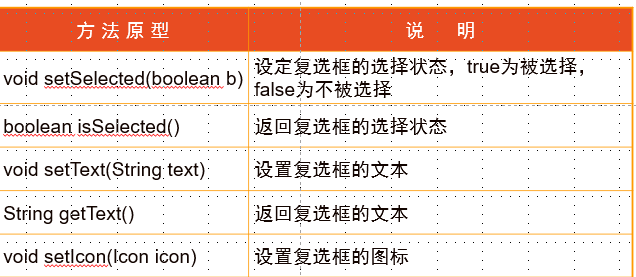 方法原型
说 明
void setSelected(boolean b)
设定复选框的选择状态，true为被选择，
false为不被选择
boolean isSelected()
返回复选框的选择状态
void setText(String text)
设置复选框的文本
String getText()
返回复选框的文本
void setIcon(Icon icon)
设置复选框的图标